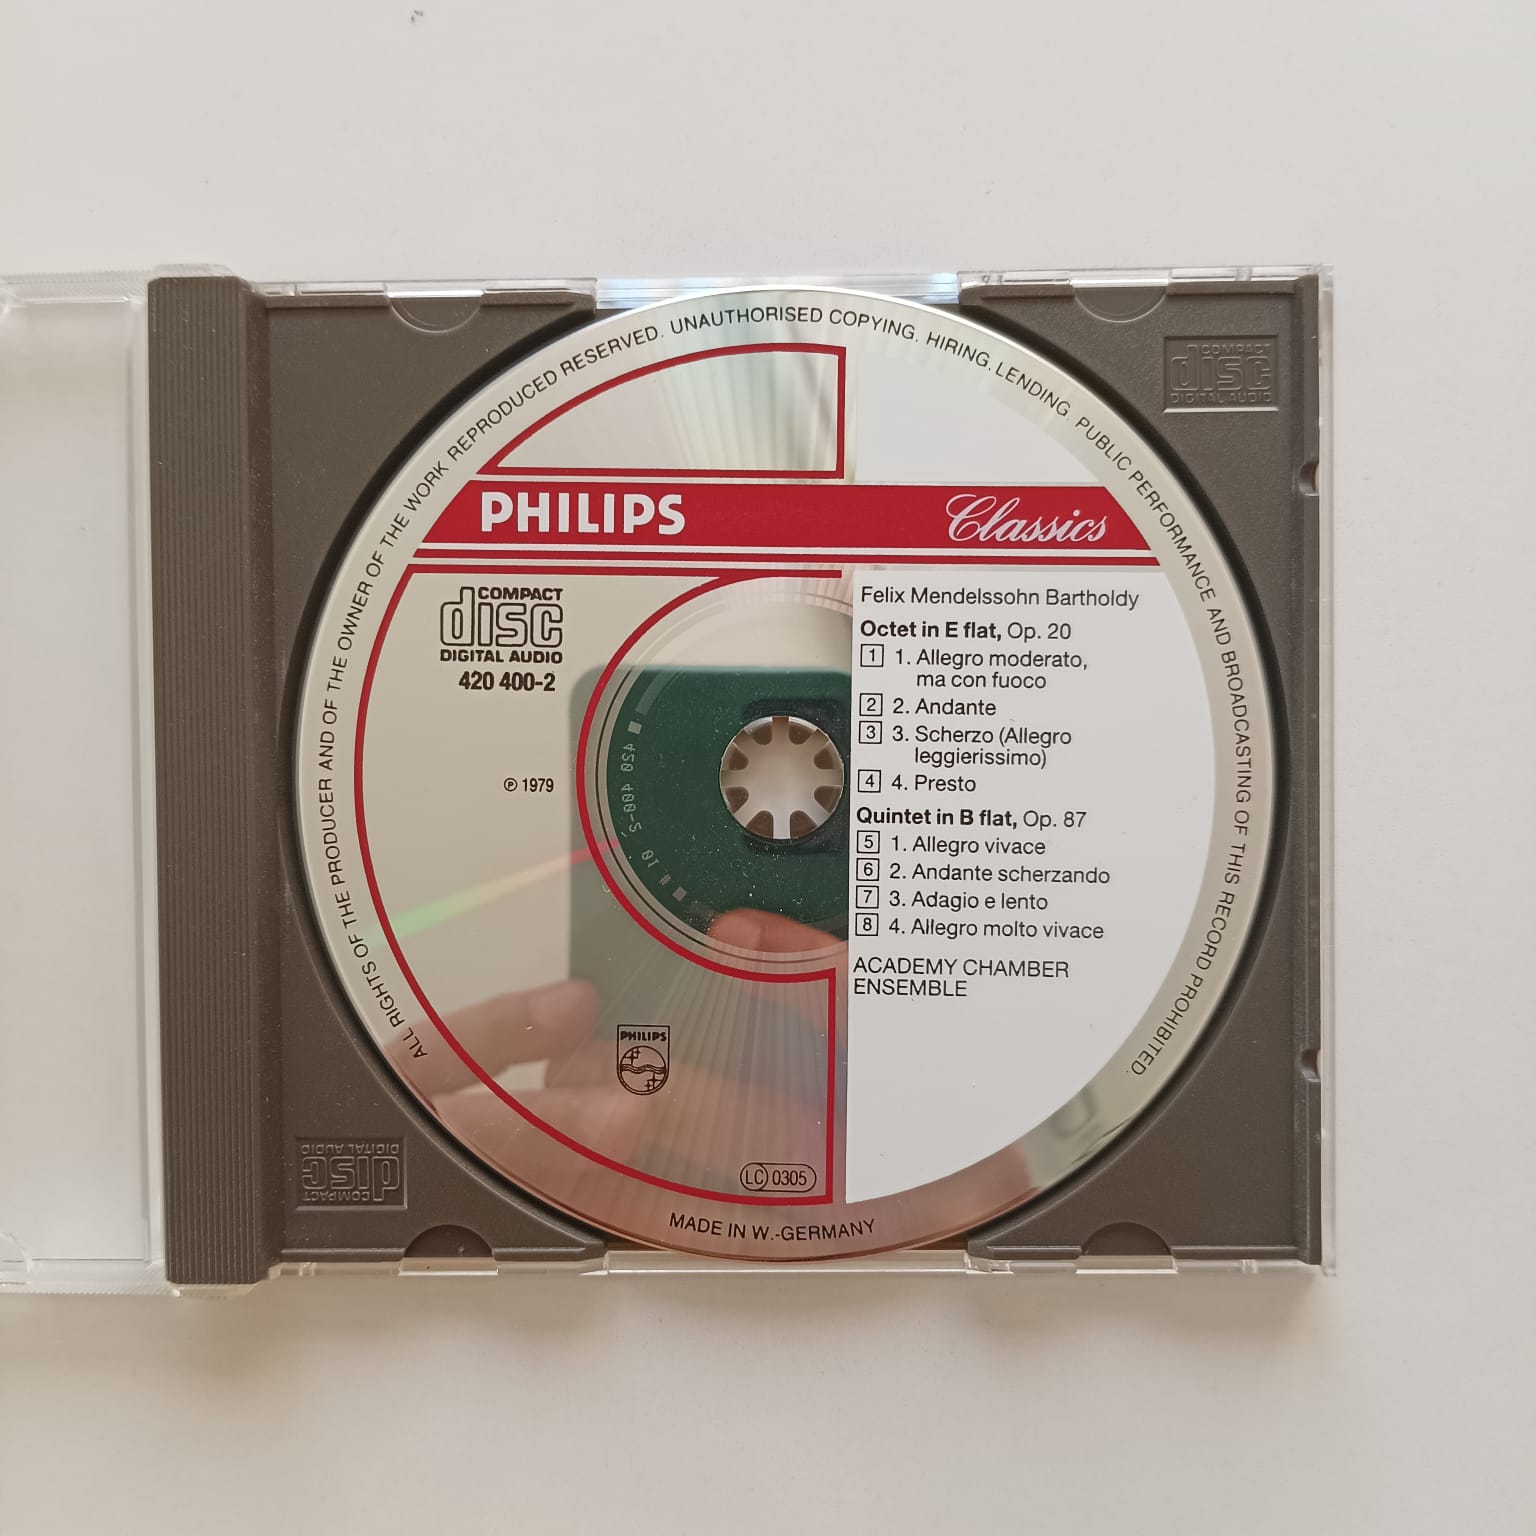 ALL RIGHTS OF THE PRODUCER AND OF THE OWNER OF THE WORK REPRODUCED RESERVED. UNAUTHORISED COPYING, HIRING, LENDING, PUBLIC PERFORMANCE AND BROADCASTING OF THIS RECORD PROHIBITED.
COMPACT
disc
DIGITAL AUDIO
PHILIPS
Classics
COMPACT
disc
DIGITAL AUDIO
420 400-2
℗ 1979
Felix Mendelssohn Bartholdy
Octet in E flat, Op. 20
1 1. Allegro moderato,
ma con fuoco
2 2. Andante
3 3. Scherzo (Allegro
leggierissimo)
4 4. Presto
Quintet in B flat, Op. 87
5 1. Allegro vivace
6 2. Andante scherzando
7 3. Adagio e lento
8 4. Allegro molto vivace
ACADEMY CHAMBER
ENSEMBLE
420 400-2
# 10
PHILIPS
LC 0305
MADE IN W.-GERMANY
COMPACT
disc
DIGITAL AUDIO